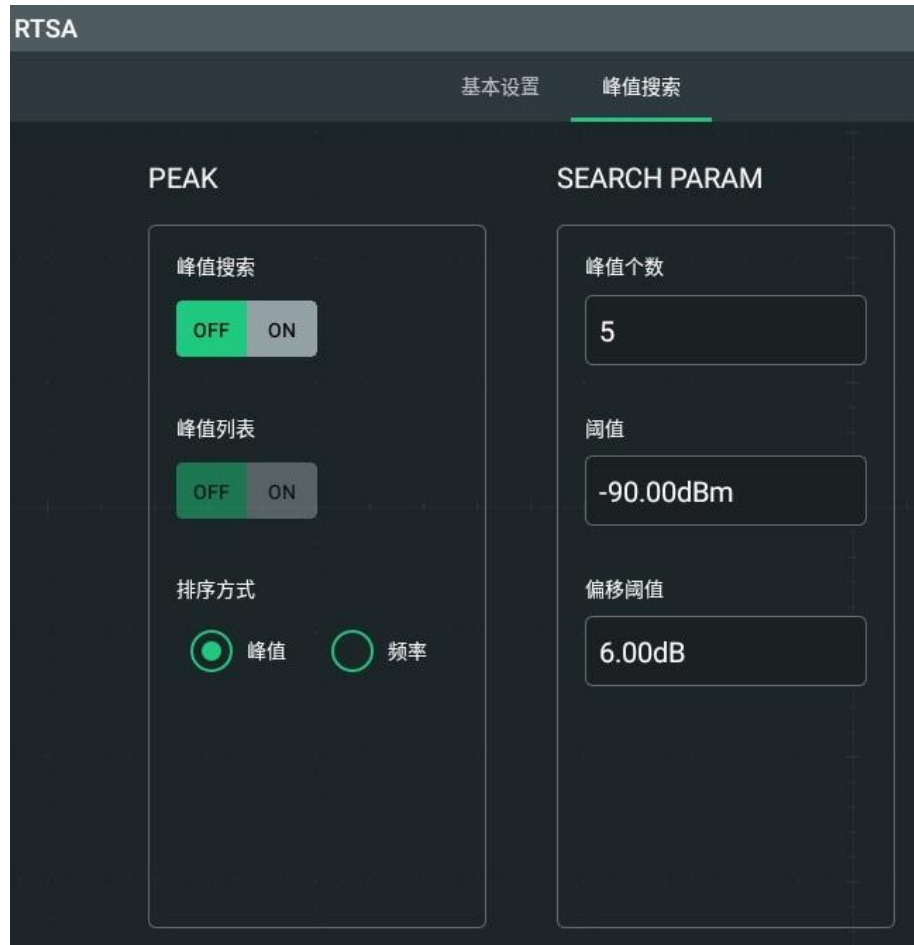 RTSA
基本设置 峰值搜索
PEAK
峰值搜索
OFF ON
峰值列表
OFF ON
排序方式
峰值 频率
SEARCH PARAM
峰值个数
5
阈值
-90.00dBm
偏移阈值
6.00dB